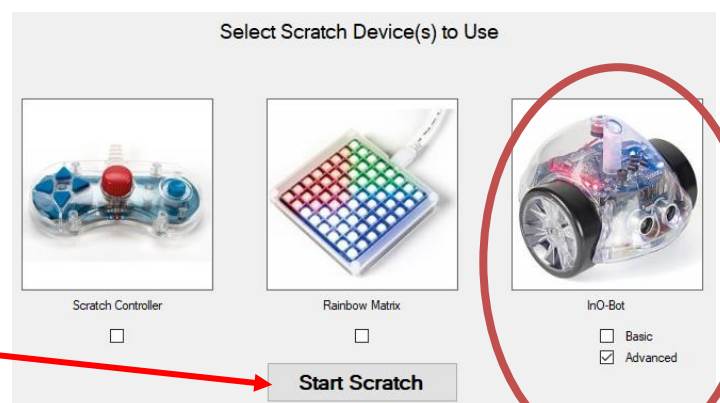 Select Scratch Device(s) to Use
Scratch Controller
Rainbow Matrix
InO-Bot
Basic
Advanced
Start Scratch